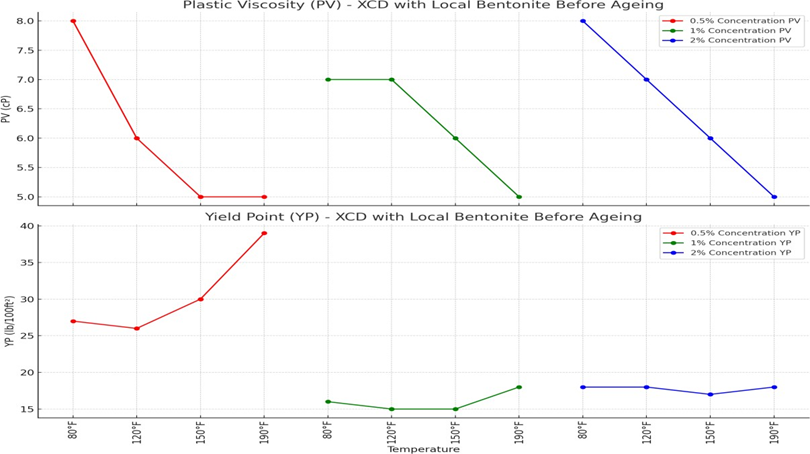 Plastic Viscosity (PV) - XCD with Local Bentonite Before Ageing
8.0
7.5
7.0
6.5
6.0
5.5
5.0
PV (cP)
0.5% Concentration PV
1% Concentration PV
2% Concentration PV
Yield Point (YP) - XCD with Local Bentonite Before Ageing
40
35
30
25
20
15
YP (lb/100ft²)
0.5% Concentration YP
1% Concentration YP
2% Concentration YP
80°F
120°F
150°F
190°F
80°F
120°F
150°F
190°F
80°F
120°F
150°F
190°F
Temperature